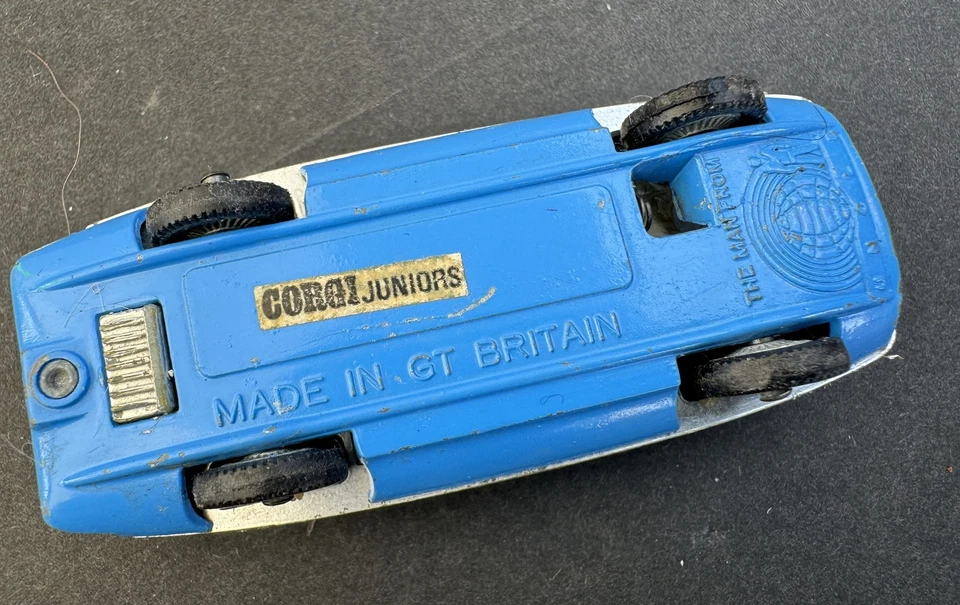 CORGI JUNIORS
MADE IN GT BRITAIN
THE MAN FROM